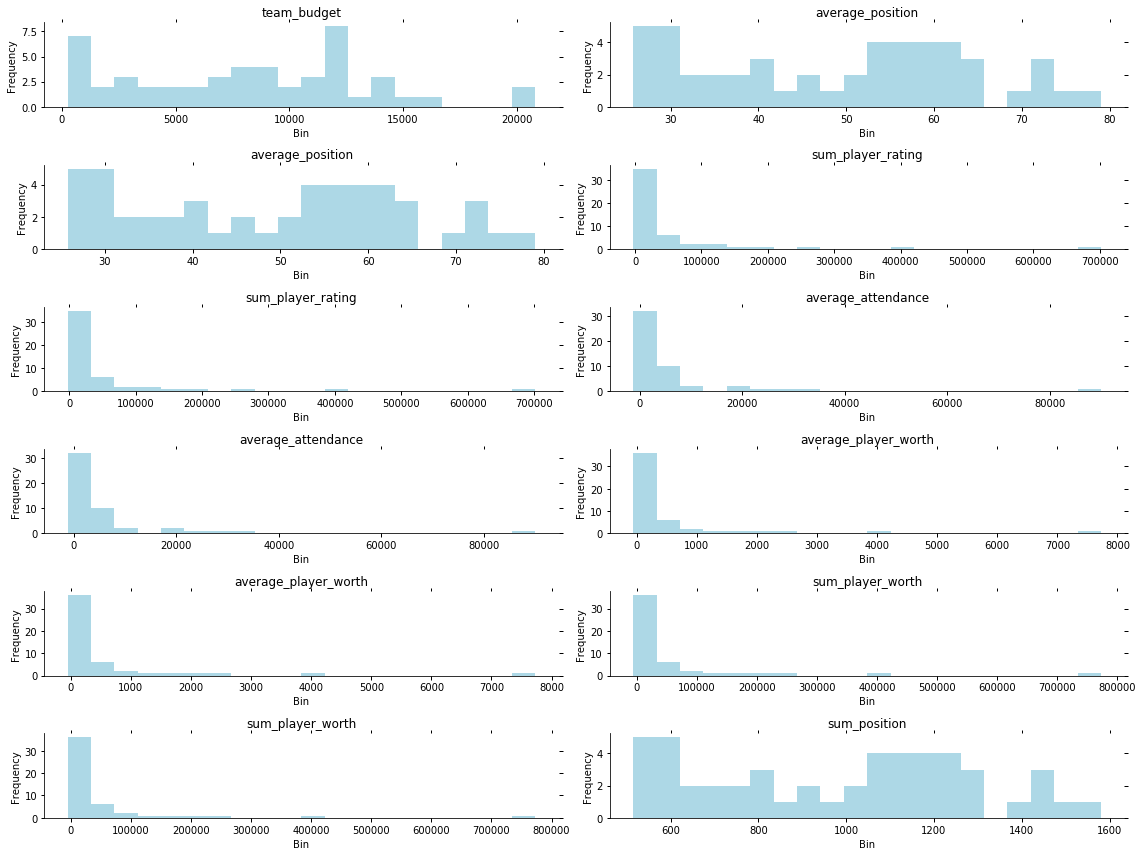 team_budget
7.5
5.0
2.5
0.0
Frequency
0 5000 10000 15000 20000
Bin
average_position
4
2
0
Frequency
30 40 50 60 70 80
Bin
average_position
4
2
0
Frequency
30 40 50 60 70 80
Bin
sum_player_rating
30
20
10
0
Frequency
0 100000 200000 300000 400000 500000 600000 700000
Bin
sum_player_rating
30
20
10
0
Frequency
0 100000 200000 300000 400000 500000 600000 700000
Bin
average_attendance
30
20
10
0
Frequency
0 20000 40000 60000 80000
Bin
average_attendance
30
20
10
0
Frequency
0 20000 40000 60000 80000
Bin
average_player_worth
30
20
10
0
Frequency
0 1000 2000 3000 4000 5000 6000 7000 8000
Bin
average_player_worth
30
20
10
0
Frequency
0 1000 2000 3000 4000 5000 6000 7000 8000
Bin
sum_player_worth
30
20
10
0
Frequency
0 100000 200000 300000 400000 500000 600000 700000 800000
Bin
sum_player_worth
30
20
10
0
Frequency
0 100000 200000 300000 400000 500000 600000 700000 800000
Bin
sum_position
4
2
0
Frequency
600 800 1000 1200 1400 1600
Bin